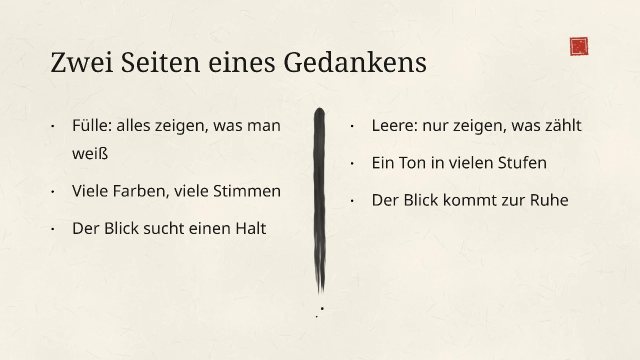 Zwei Seiten eines Gedankens
· Fülle: alles zeigen, was man
weiß
· Viele Farben, viele Stimmen
· Der Blick sucht einen Halt
· Leere: nur zeigen, was zählt
· Ein Ton in vielen Stufen
· Der Blick kommt zur Ruhe